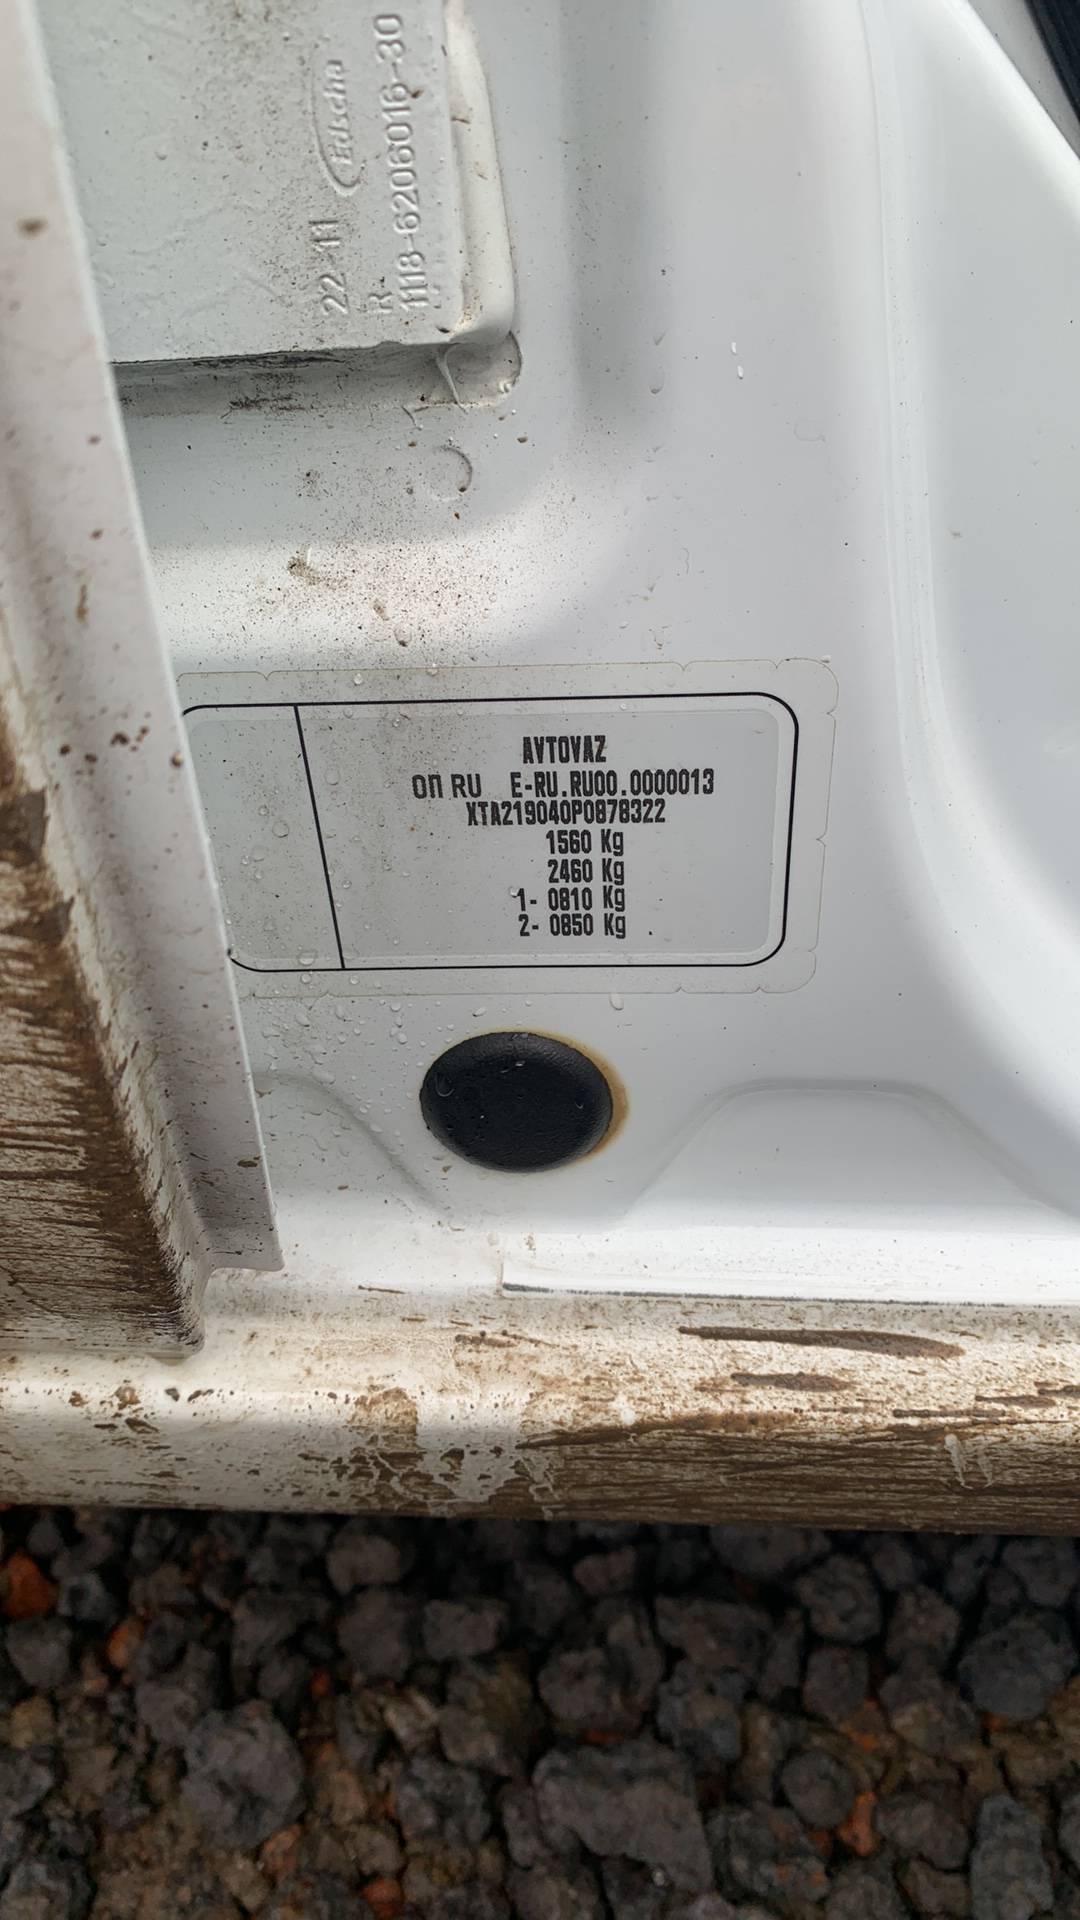 Edscha
22 11
R
1118-6206016-30
AVTOVAZ
ОП RU E-RU.RU00.0000013
XTA219040P0878322
1560 Kg
2460 Kg
1- 0810 Kg
2- 0850 Kg